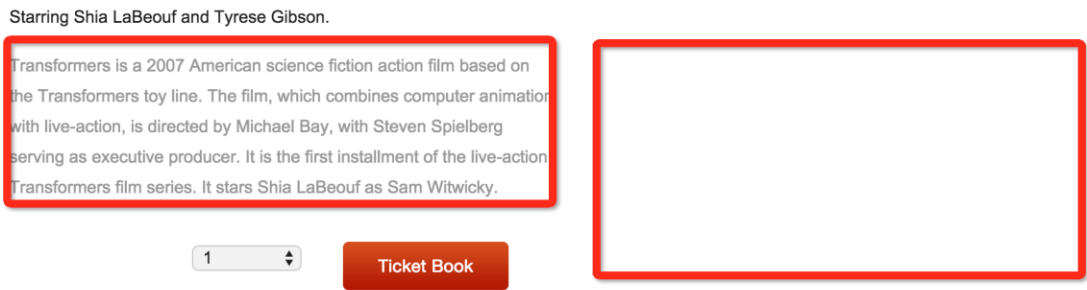 Starring Shia LaBeouf and Tyrese Gibson.
Transformers is a 2007 American science fiction action film based on
the Transformers toy line. The film, which combines computer animation
with live-action, is directed by Michael Bay, with Steven Spielberg
serving as executive producer. It is the first installment of the live-action
Transformers film series. It stars Shia LaBeouf as Sam Witwicky.
1
Ticket Book